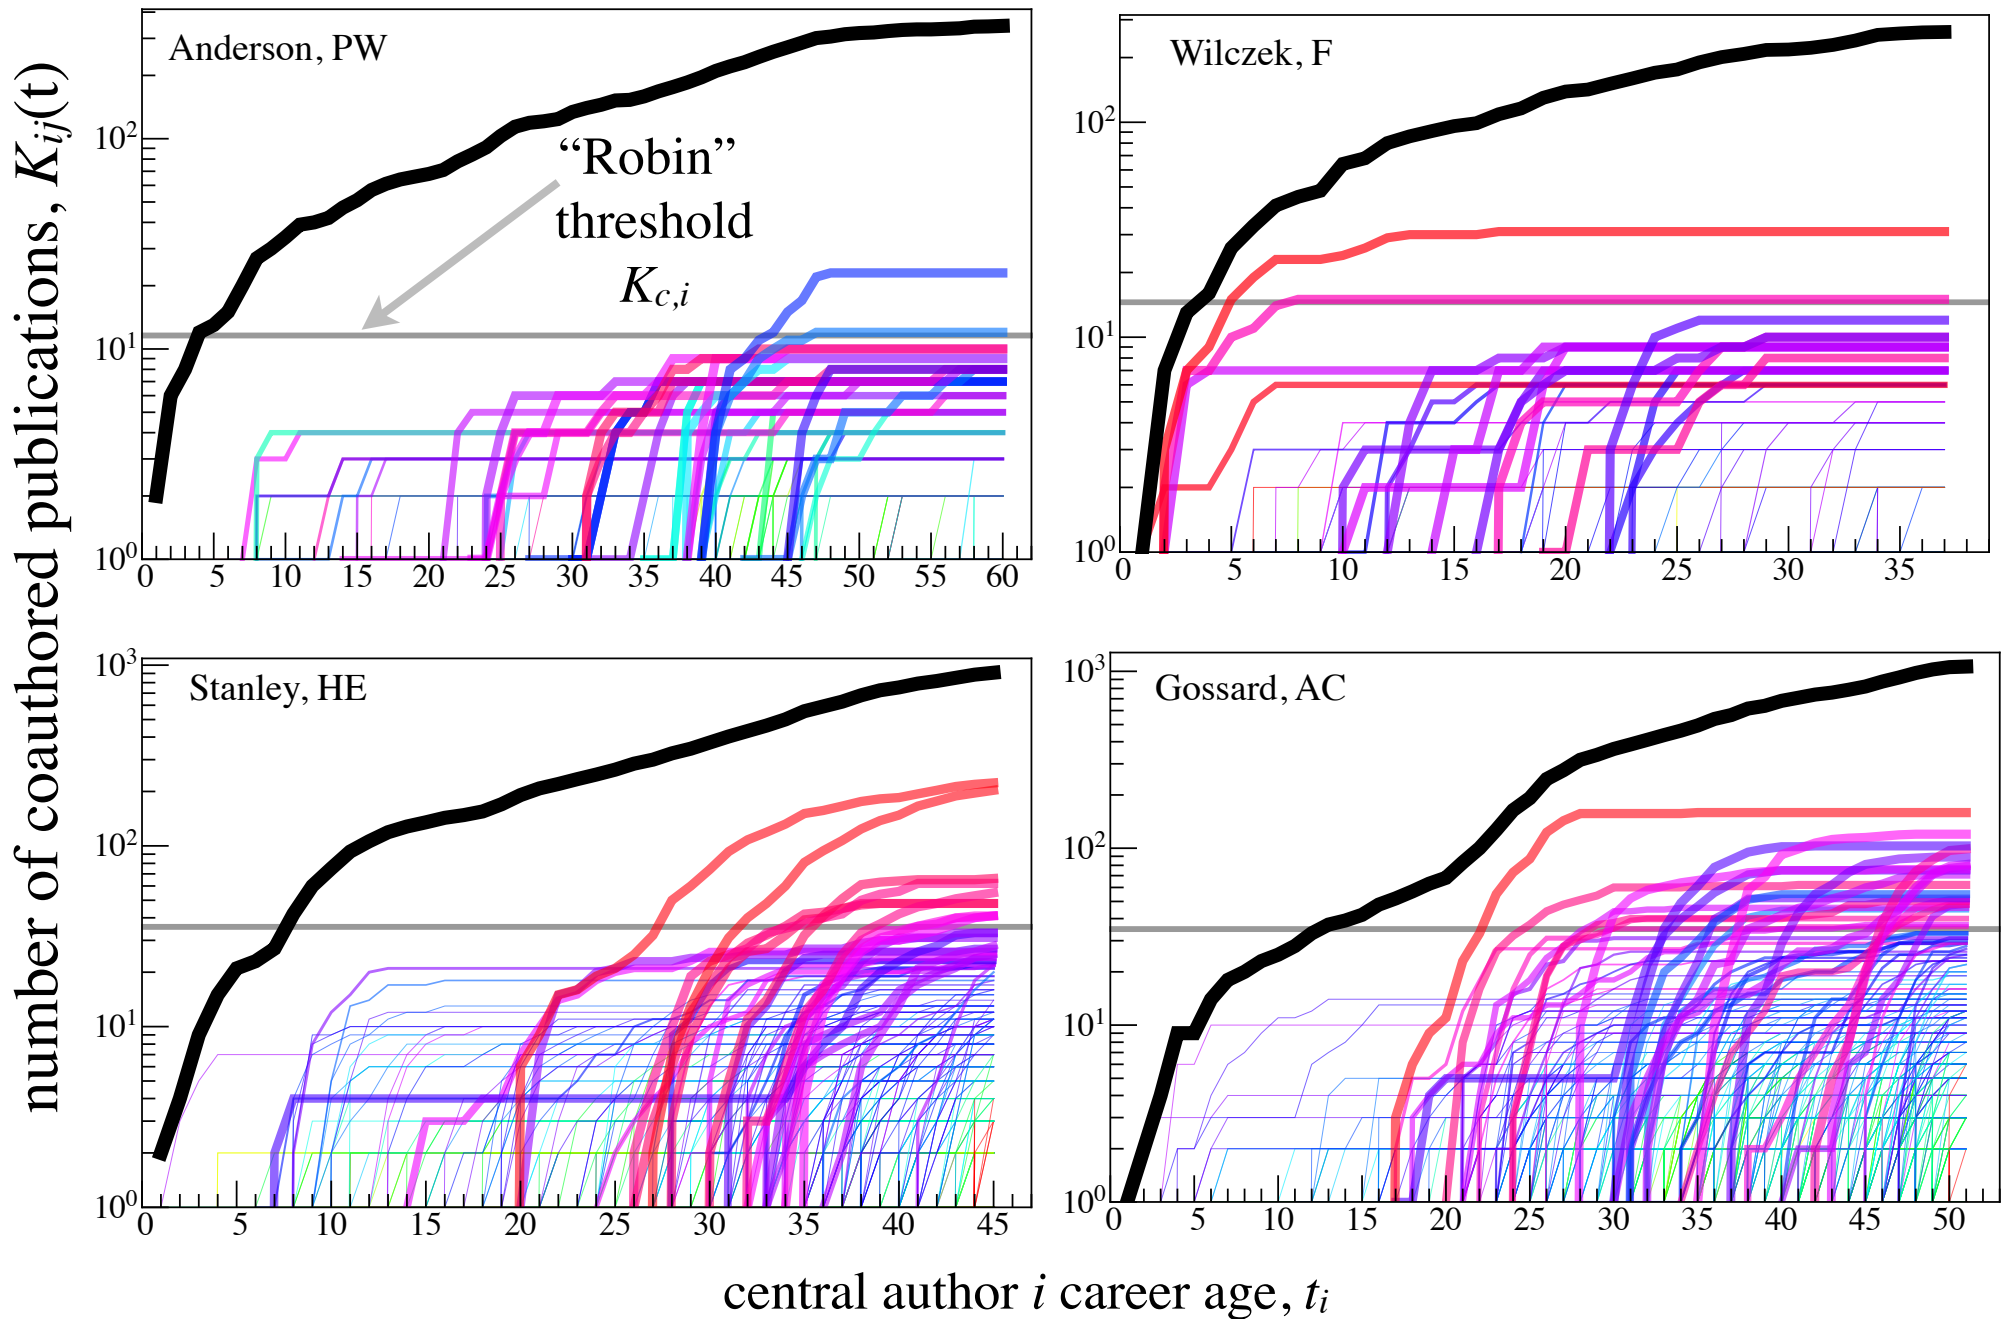 number of coauthored publications, K_ij(t)
Anderson, PW
“Robin”
threshold
K_c,i
10^2
10^1
10^0
0 5 10 15 20 25 30 35 40 45 50 55 60
Wilczek, F
10^2
10^1
10^0
0 5 10 15 20 25 30 35
Stanley, HE
10^3
10^2
10^1
10^0
0 5 10 15 20 25 30 35 40 45
Gossard, AC
10^3
10^2
10^1
10^0
0 5 10 15 20 25 30 35 40 45 50
central author i career age, t_i